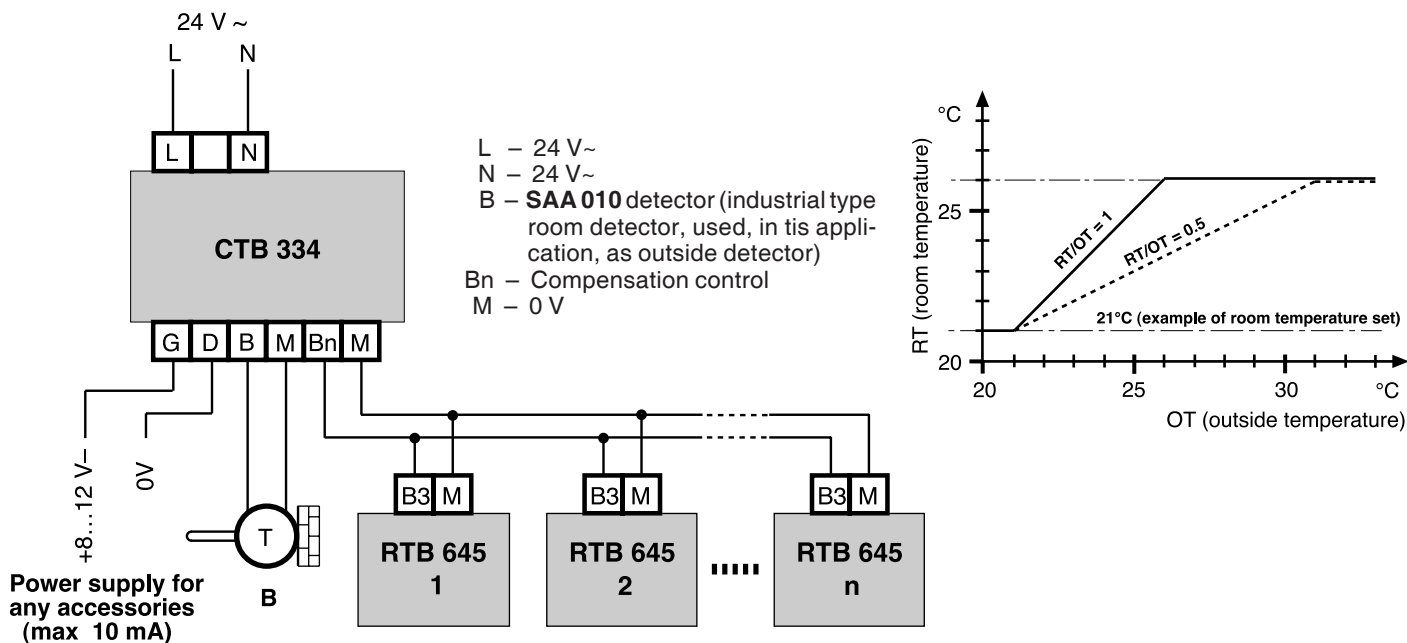 24 V ~
L N
L N
CTB 334
G D B M Bn M
+8...12 V–
0V
T
B
Power supply for
any accessories
(max 10 mA)
L – 24 V~
N – 24 V~
B – SAA 010 detector (industrial type
room detector, used, in tis appli-
cation, as outside detector)
Bn – Compensation control
M – 0 V
B3 M
RTB 645
1
B3 M
RTB 645
2
B3 M
RTB 645
n
°C
RT (room temperature)
25
20
RT/OT = 1
RT/OT = 0.5
21°C (example of room temperature set)
20 25 30 °C
OT (outside temperature)